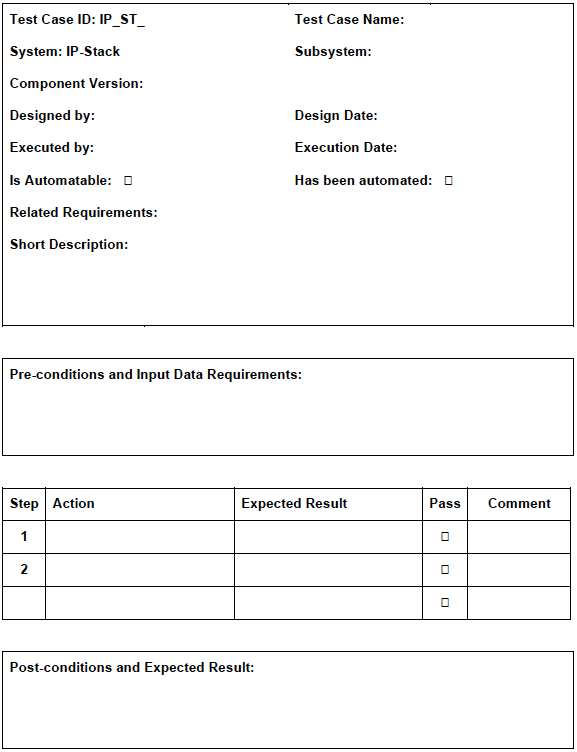 Test Case ID: IP_ST_ Test Case Name:
System: IP-Stack Subsystem:
Component Version:
Designed by: Design Date:
Executed by: Execution Date:
Is Automatable: ☐ Has been automated: ☐
Related Requirements:
Short Description:
Pre-conditions and Input Data Requirements:
Step Action Expected Result Pass Comment
1 ☐
2 ☐
☐
Post-conditions and Expected Result: